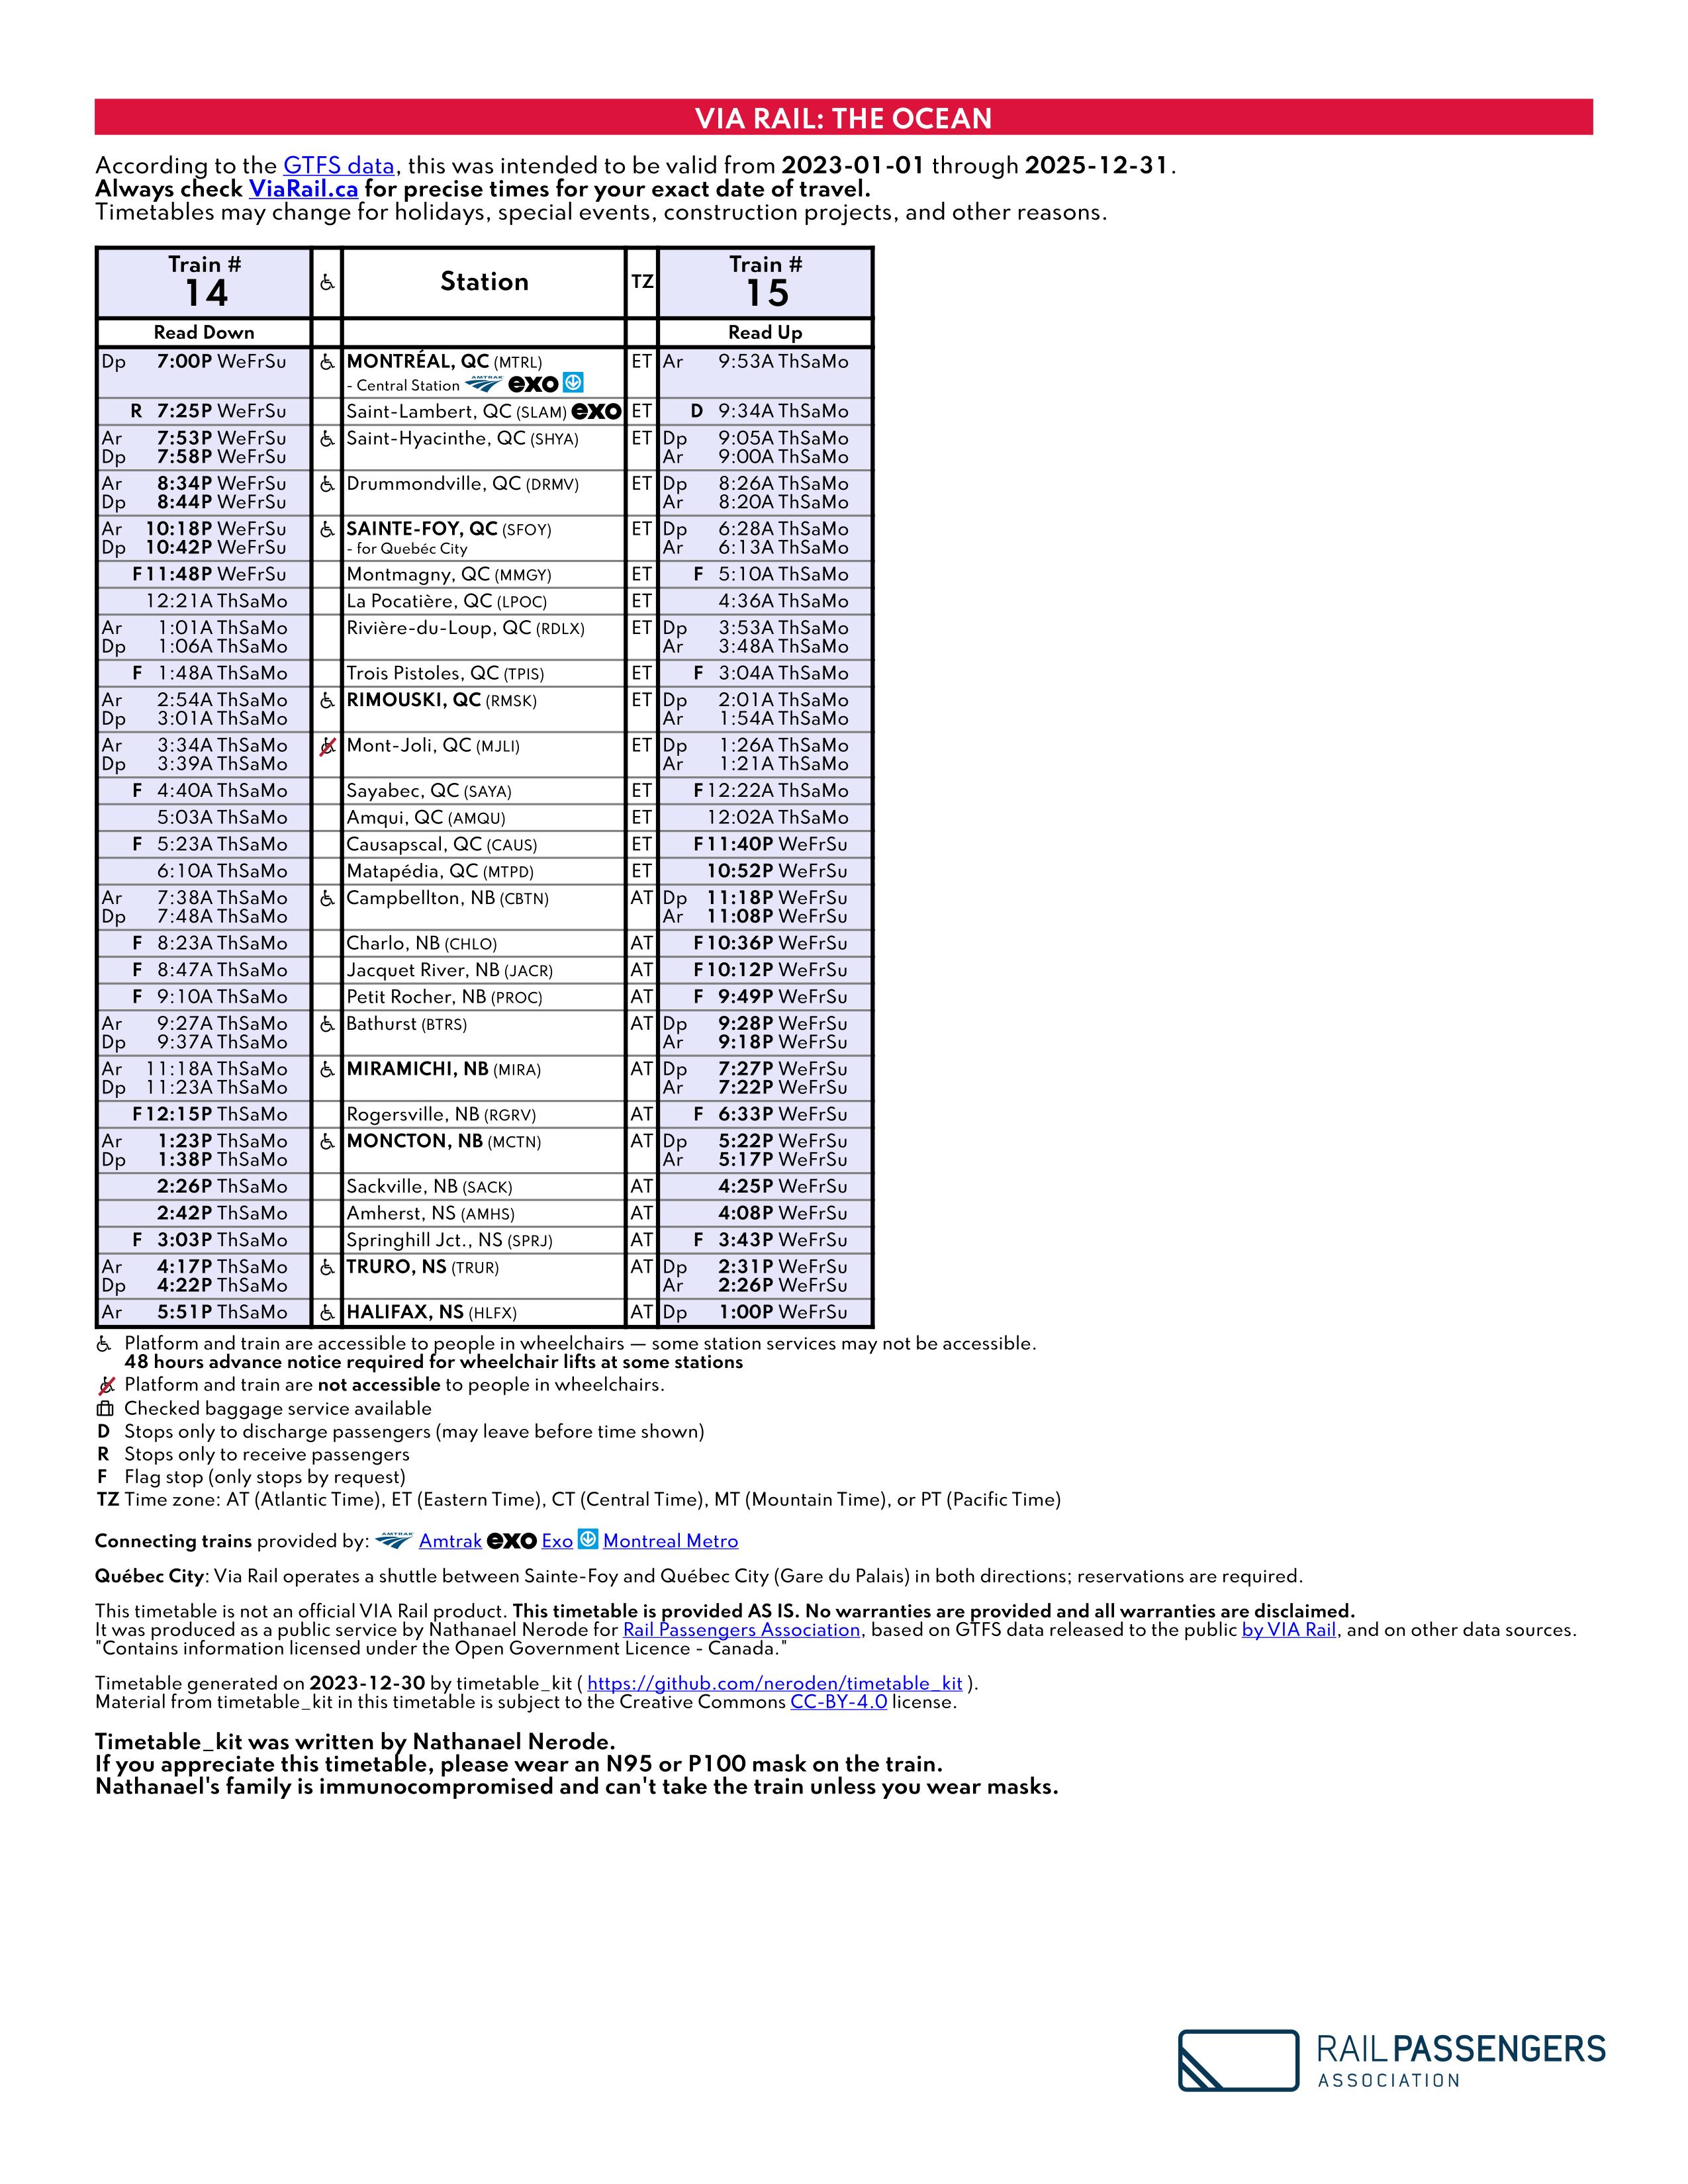 VIA RAIL: THE OCEAN
According to the GTFS data, this was intended to be valid from 2023-01-01 through 2025-12-31.
Always check ViaRail.ca for precise times for your exact date of travel.
Timetables may change for holidays, special events, construction projects, and other reasons.
Train # 14 Station TZ Train # 15
Read Down Read Up
Dp 7:00P WeFrSu MONTRÉAL, QC (MTRL) ET Ar 9:53A ThSaMo
- Central Station AMTRAK exo
R 7:25P WeFrSu Saint-Lambert, QC (SLAM) exo ET D 9:34A ThSaMo
Ar 7:53P WeFrSu Saint-Hyacinthe, QC (SHYA) ET Dp 9:05A ThSaMo
Dp 7:58P WeFrSu Ar 9:00A ThSaMo
Ar 8:34P WeFrSu Drummondville, QC (DRMV) ET Dp 8:26A ThSaMo
Dp 8:44P WeFrSu Ar 8:20A ThSaMo
Ar 10:18P WeFrSu SAINTE-FOY, QC (SFOY) ET Dp 6:28A ThSaMo
Dp 10:42P WeFrSu - for Quebéc City Ar 6:13A ThSaMo
F 11:48P WeFrSu Montmagny, QC (MMGY) ET F 5:10A ThSaMo
12:21A ThSaMo La Pocatière, QC (LPOC) ET 4:36A ThSaMo
Ar 1:01A ThSaMo Rivière-du-Loup, QC (RDLX) ET Dp 3:53A ThSaMo
Dp 1:06A ThSaMo Ar 3:48A ThSaMo
F 1:48A ThSaMo Trois Pistoles, QC (TPIS) ET F 3:04A ThSaMo
Ar 2:54A ThSaMo RIMOUSKI, QC (RMSK) ET Dp 2:01A ThSaMo
Dp 3:01A ThSaMo Ar 1:54A ThSaMo
Ar 3:34A ThSaMo Mont-Joli, QC (MJLI) ET Dp 1:26A ThSaMo
Dp 3:39A ThSaMo Ar 1:21A ThSaMo
F 4:40A ThSaMo Sayabec, QC (SAYA) ET F 12:22A ThSaMo
5:03A ThSaMo Amqui, QC (AMQU) ET 12:02A ThSaMo
F 5:23A ThSaMo Causapscal, QC (CAUS) ET F 11:40P WeFrSu
6:10A ThSaMo Matapédia, QC (MTPD) ET 10:52P WeFrSu
Ar 7:38A ThSaMo Campbellton, NB (CBTN) AT Dp 11:18P WeFrSu
Dp 7:48A ThSaMo Ar 11:08P WeFrSu
F 8:23A ThSaMo Charlo, NB (CHLO) AT F 10:36P WeFrSu
F 8:47A ThSaMo Jacquet River, NB (JACR) AT F 10:12P WeFrSu
F 9:10A ThSaMo Petit Rocher, NB (PROC) AT F 9:49P WeFrSu
Ar 9:27A ThSaMo Bathurst (BTRS) AT Dp 9:28P WeFrSu
Dp 9:37A ThSaMo Ar 9:18P WeFrSu
Ar 11:18A ThSaMo MIRAMICHI, NB (MIRA) AT Dp 7:27P WeFrSu
Dp 11:23A ThSaMo Ar 7:22P WeFrSu
F 12:15P ThSaMo Rogersville, NB (RGRV) AT F 6:33P WeFrSu
Ar 1:23P ThSaMo MONCTON, NB (MCTN) AT Dp 5:22P WeFrSu
Dp 1:38P ThSaMo Ar 5:17P WeFrSu
2:26P ThSaMo Sackville, NB (SACK) AT 4:25P WeFrSu
2:42P ThSaMo Amherst, NS (AMHS) AT 4:08P WeFrSu
F 3:03P ThSaMo Springhill Jct., NS (SPRJ) AT F 3:43P WeFrSu
Ar 4:17P ThSaMo TRURO, NS (TRUR) AT Dp 2:31P WeFrSu
Dp 4:22P ThSaMo Ar 2:26P WeFrSu
Ar 5:51P ThSaMo HALIFAX, NS (HLFX) AT Dp 1:00P WeFrSu
Platform and train are accessible to people in wheelchairs — some station services may not be accessible.
48 hours advance notice required for wheelchair lifts at some stations
Platform and train are not accessible to people in wheelchairs.
Checked baggage service available
D Stops only to discharge passengers (may leave before time shown)
R Stops only to receive passengers
F Flag stop (only stops by request)
TZ Time zone: AT (Atlantic Time), ET (Eastern Time), CT (Central Time), MT (Mountain Time), or PT (Pacific Time)
Connecting trains provided by: AMTRAK Amtrak exo Exo Montreal Metro
Québec City: Via Rail operates a shuttle between Sainte-Foy and Québec City (Gare du Palais) in both directions; reservations are required.
This timetable is not an official VIA Rail product. This timetable is provided AS IS. No warranties are provided and all warranties are disclaimed.
It was produced as a public service by Nathanael Nerode for Rail Passengers Association, based on GTFS data released to the public by VIA Rail, and on other data sources.
"Contains information licensed under the Open Government Licence - Canada."
Timetable generated on 2023-12-30 by timetable_kit ( https://github.com/neroden/timetable_kit ).
Material from timetable_kit in this timetable is subject to the Creative Commons CC-BY-4.0 license.
Timetable_kit was written by Nathanael Nerode.
If you appreciate this timetable, please wear an N95 or P100 mask on the train.
Nathanael's family is immunocompromised and can't take the train unless you wear masks.
RAIL PASSENGERS
ASSOCIATION